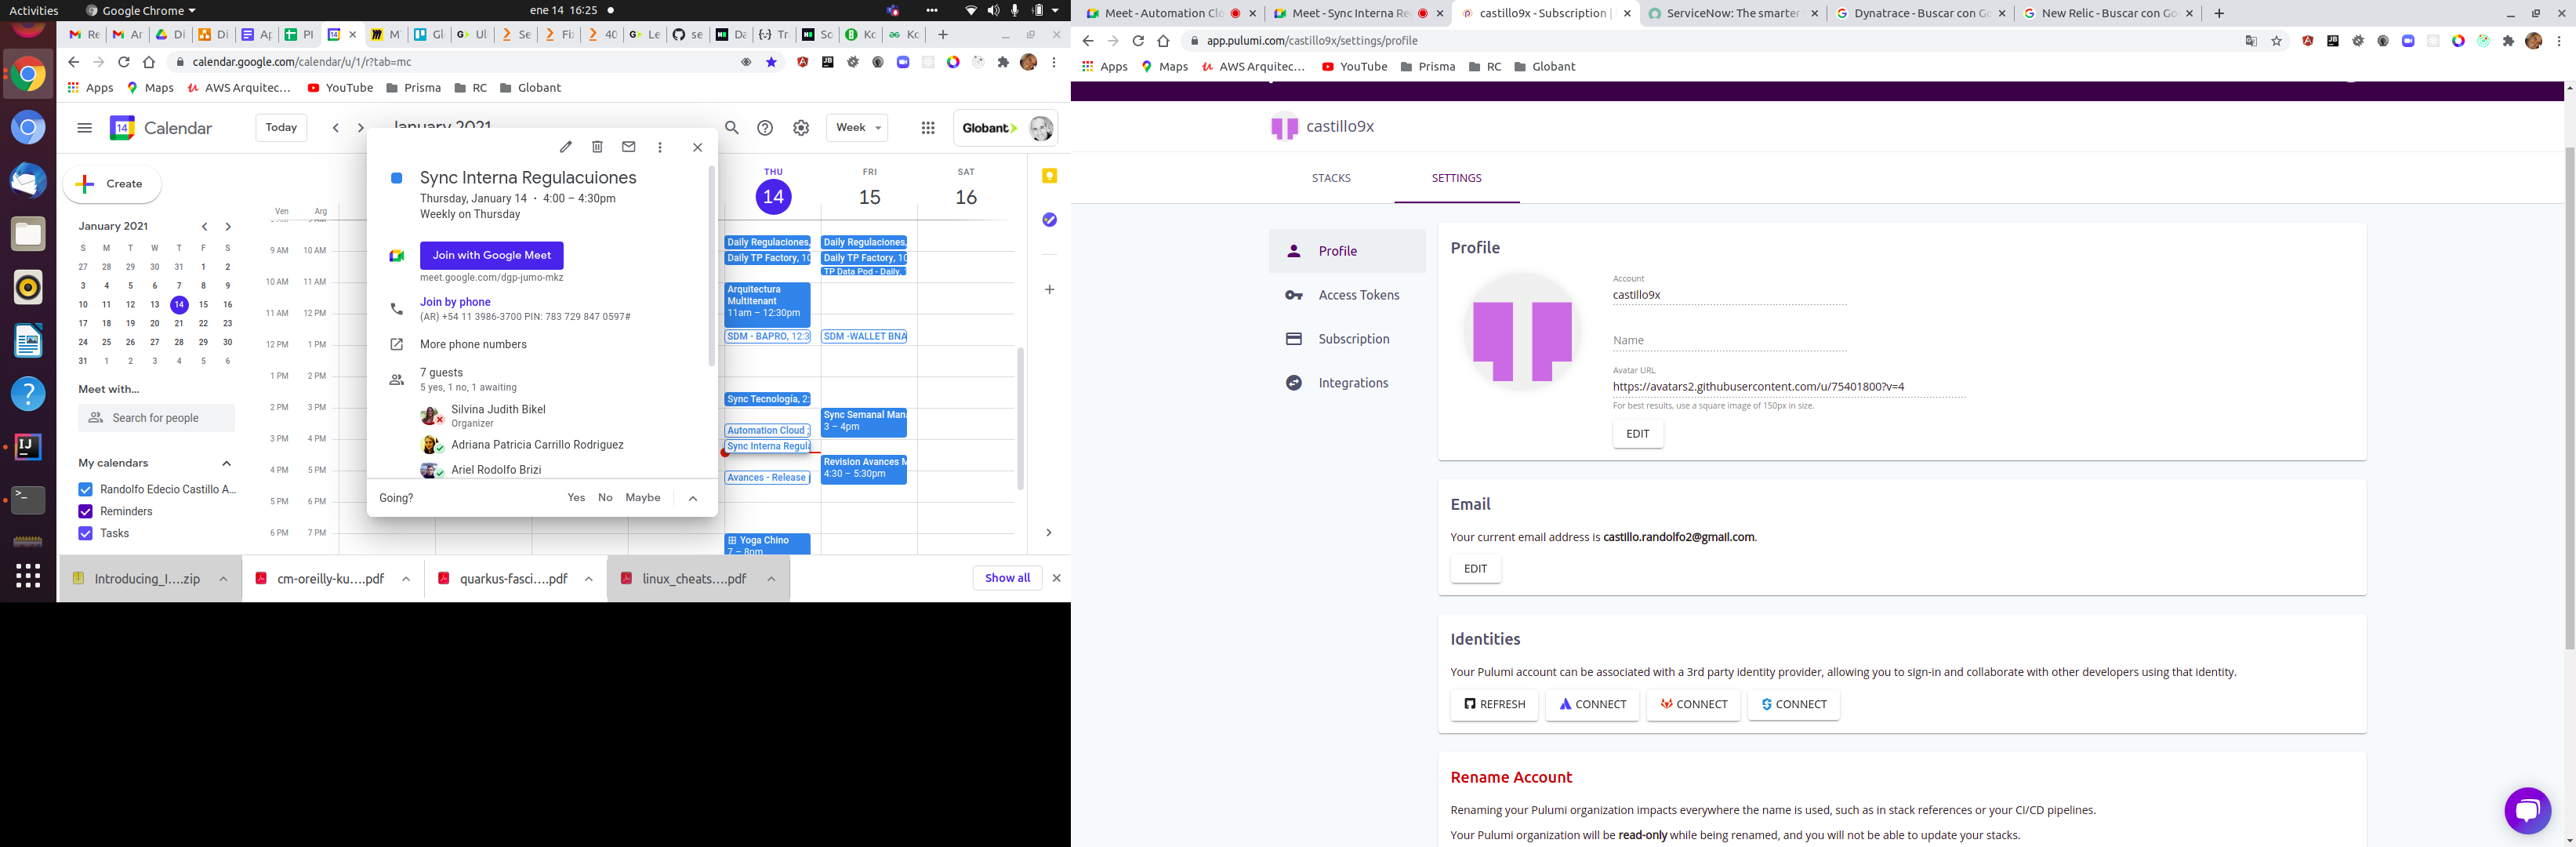 Activities
Google Chrome
ene 14 16:25
calendar.google.com/calendar/u/1/r?tab=mc
Apps
Maps
AWS Arquitec...
YouTube
Prisma
RC
Globant
Calendar
Today
January 2021
Week
Globant
Create
January 2021
S M T W T F S
27 28 29 30 31 1 2
3 4 5 6 7 8 9
10 11 12 13 14 15 16
17 18 19 20 21 22 23
24 25 26 27 28 29 30
31 1 2 3 4 5 6
Meet with...
Search for people
My calendars
Randolfo Edecio Castillo A...
Reminders
Tasks
Ven Arg
9 AM 10 AM
10 AM 11 AM
11 AM 12 PM
12 PM 1 PM
1 PM 2 PM
2 PM 3 PM
3 PM 4 PM
4 PM 5 PM
5 PM 6 PM
6 PM 7 PM
Sync Interna Regulacuiones
Thursday, January 14 · 4:00 – 4:30pm
Weekly on Thursday
Join with Google Meet
meet.google.com/dgp-jumo-mkz
Join by phone
(AR) +54 11 3986-3700 PIN: 783 729 847 0597#
More phone numbers
7 guests
5 yes, 1 no, 1 awaiting
Silvina Judith Bikel
Organizer
Adriana Patricia Carrillo Rodriguez
Ariel Rodolfo Brizi
Going?
Yes No Maybe
THU
14
FRI
15
SAT
16
Daily Regulaciones,
Daily TP Factory, 10
Arquitectura
Multitenant
11am – 12:30pm
SDM - BAPRO, 12:3
Sync Tecnología, 2:
Automation Cloud
Sync Interna Regula
Avances - Release
Yoga Chino
7 – 8pm
Daily Regulaciones,
Daily TP Factory, 10
TP Data Pod - Daily,
SDM -WALLET BNA
Sync Semanal Man
3 – 4pm
Revision Avances M
4:30 – 5:30pm
Introducing_I....zip
cm-oreilly-ku....pdf
quarkus-fasci....pdf
linux_cheats....pdf
Show all
Meet - Automation Clo
Meet - Sync Interna Re
castillo9x - Subscription |
ServiceNow: The smarter
Dynatrace - Buscar con Go
New Relic - Buscar con Go
app.pulumi.com/castillo9x/settings/profile
Apps
Maps
AWS Arquitec...
YouTube
Prisma
RC
Globant
castillo9x
STACKS
SETTINGS
Profile
Access Tokens
Subscription
Integrations
Profile
Account
castillo9x
Name
Avatar URL
https://avatars2.githubusercontent.com/u/75401800?v=4
For best results, use a square image of 150px in size.
EDIT
Email
Your current email address is castillo.randolfo2@gmail.com.
EDIT
Identities
Your Pulumi account can be associated with a 3rd party identity provider, allowing you to sign-in and collaborate with other developers using that identity.
REFRESH
CONNECT
CONNECT
CONNECT
Rename Account
Renaming your Pulumi organization impacts everywhere the name is used, such as in stack references or your CI/CD pipelines.
Your Pulumi organization will be read-only while being renamed, and you will not be able to update your stacks.